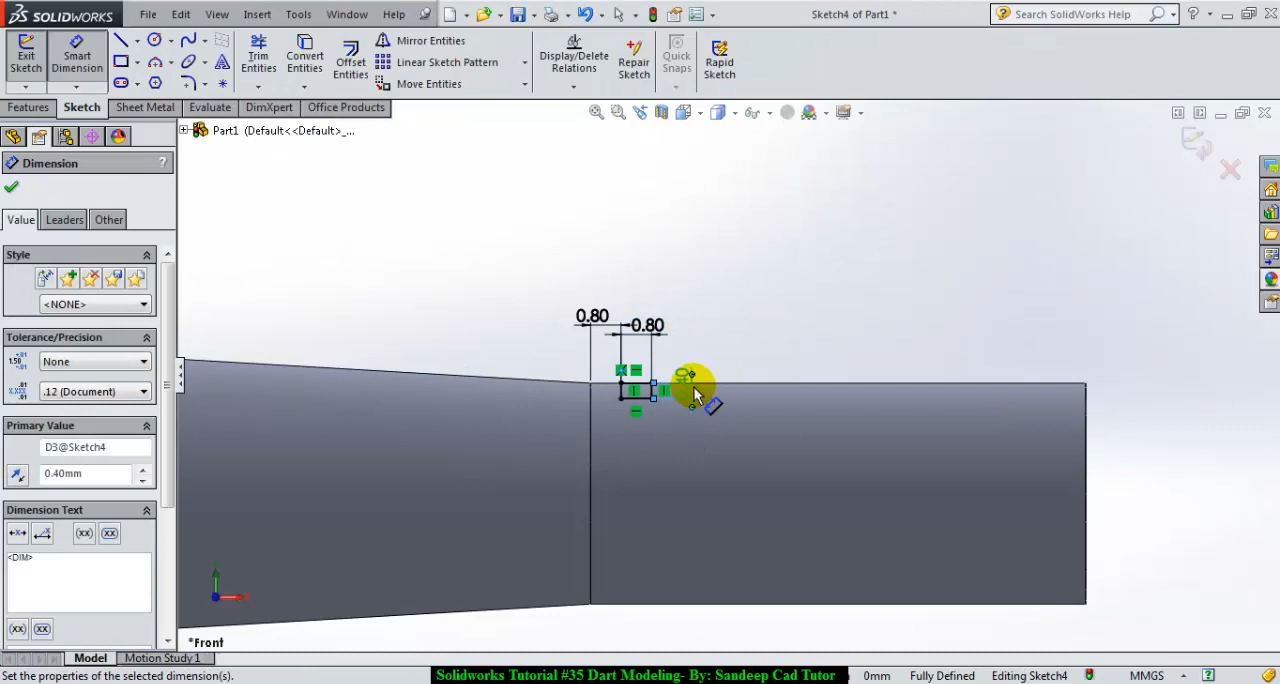 SOLIDWORKS
File Edit View Insert Tools Window Help
Sketch4 of Part1 *
Search SolidWorks Help
Exit Sketch
Smart Dimension
Trim Entities
Convert Entities
Offset Entities
Mirror Entities
Linear Sketch Pattern
Move Entities
Display/Delete Relations
Repair Sketch
Quick Snaps
Rapid Sketch
Features Sketch Sheet Metal Evaluate DimXpert Office Products
Part1 (Default<<Default>_...
Dimension
?
Value Leaders Other
Style
<NONE>
Tolerance/Precision
None
.12 (Document)
Primary Value
D3@Sketch4
0.40mm
Dimension Text
<DIM>
0.80
0.80
*Front
Model Motion Study 1
Set the properties of the selected dimension(s).
Solidworks Tutorial #35 Dart Modeling- By: Sandeep Cad Tutor
0mm Fully Defined Editing Sketch4 MMGS